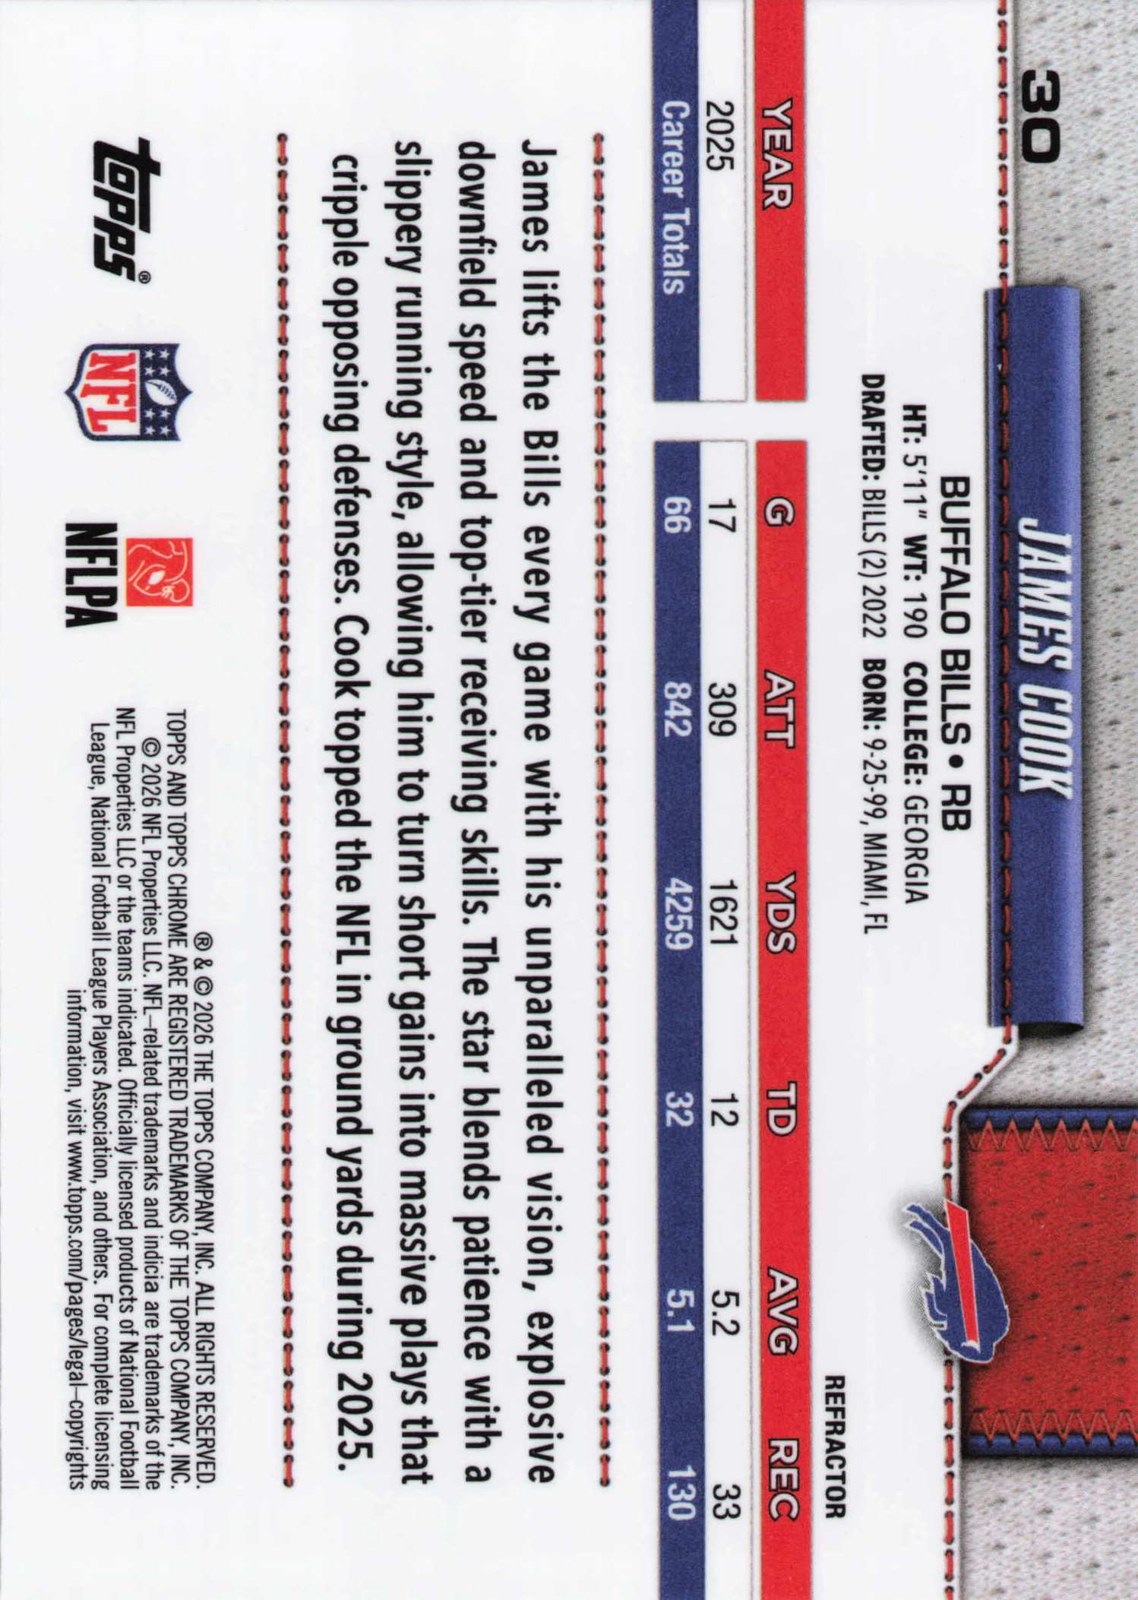 30
JAMES COOK
BUFFALO BILLS • RB
HT: 5'11" WT: 190 COLLEGE: GEORGIA
DRAFTED: BILLS (2) 2022 BORN: 9-25-99, MIAMI, FL
REFRACTOR
YEAR G ATT YDS TD AVG REC
2025 17 309 1621 12 5.2 33
Career Totals 66 842 4259 32 5.1 130
James lifts the Bills every game with his unparalleled vision, explosive
downfield speed and top-tier receiving skills. The star blends patience with a
slippery running style, allowing him to turn short gains into massive plays that
cripple opposing defenses. Cook topped the NFL in ground yards during 2025.
topps®
NFL
NFLPA
® & © 2026 THE TOPPS COMPANY, INC. ALL RIGHTS RESERVED.
TOPPS AND TOPPS CHROME ARE REGISTERED TRADEMARKS OF THE TOPPS COMPANY, INC.
© 2026 NFL Properties LLC. NFL-related trademarks and indicia are trademarks of the
NFL Properties LLC or the teams indicated. Officially licensed products of National Football
League, National Football League Players Association, and others. For complete licensing
information, visit www.topps.com/pages/legal-copyrights